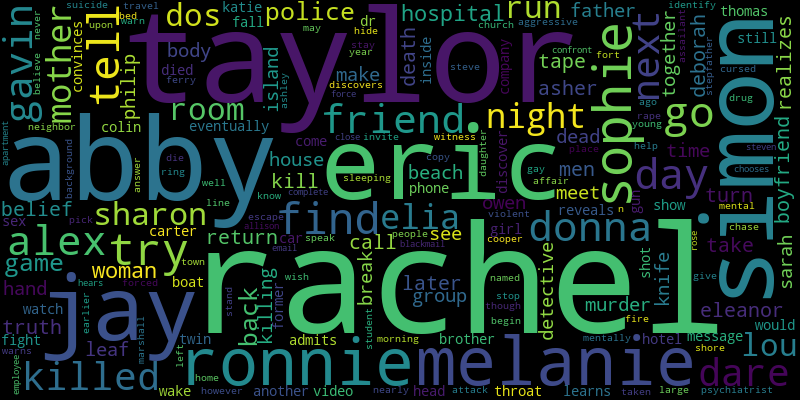 suicide
travel
bed
warn
upon
never
believe
may
katie
fall
dos
police
dr
hide
stay
year
hospital
death
inside
run
church
aggressive
father
identify
assailant
confront
fort
thomas
still
cursed
gavin
mother
convinces
tell
philip
taylor
body
died
ferry
island
discovers
ashley
force
make
steve
tape
company
asher
sophie
next
together
deborah
stepfather
drug
simon
realizes
boyfriend
neighbor
colin
room
eventually
friend
night
dead
ago
rape
young
go
steven
chooses
apartment
abby
background
die
ring
answer
well
line
house
come
close
invite
witness
kill
know
complete
sleeping
beach
phone
copy
eric
daughter
discover
gay
place
affair
men
meet
help
day
time
turn
mental
belief
sex
sharon
pick
carter
find
delia
owen
reveals
n
gun
violent
girl
donna
show
chase
take
sarah
alex
try
woman
return
car
escape
allison
email
speak
call
people
blackmail
see
cooper
rose
give
game
hand
town
boat
hears
forced
back
killing
former
wish
break
later
group
named
stop
though
begin
detective
shot
murder
knife
fire
eleanor
watch
truth
earlier
jay
rachel
stand
student
fight
leaf
marshall
twin
left
admits
morning
brother
mentally
hotel
message
shore
would
lou
warns
employee
killed
ronnie
melanie
dare
home
wake
however
another
video
nearly
head
attack
throat
learns
taken
large
psychiatrist